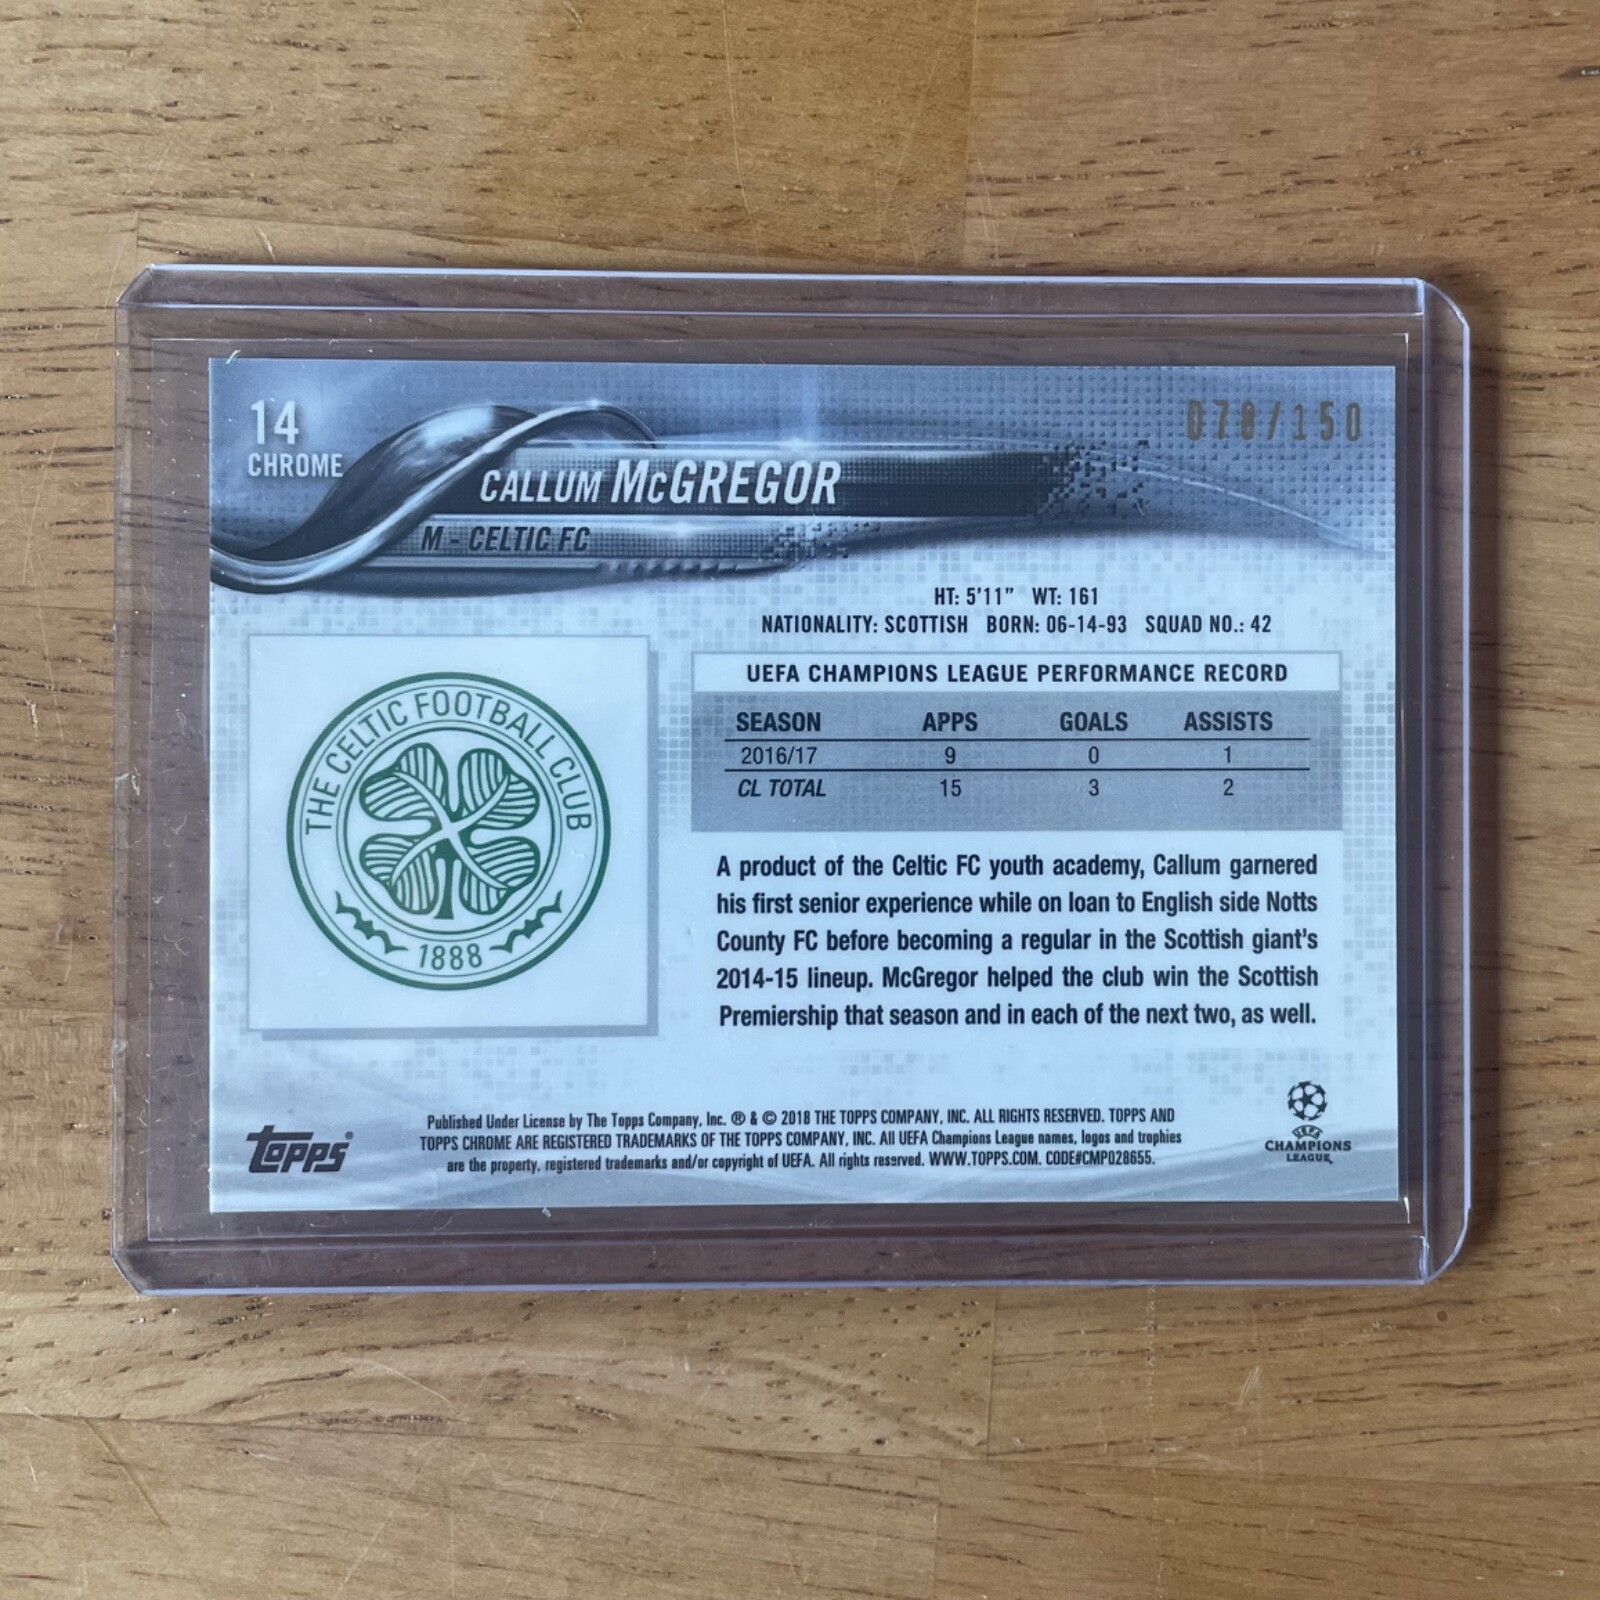 14
CHROME
078/150
CALLUM McGREGOR
M - CELTIC FC
HT: 5'11" WT: 161
NATIONALITY: SCOTTISH BORN: 06-14-93 SQUAD NO.: 42
THE CELTIC FOOTBALL CLUB
1888
UEFA CHAMPIONS LEAGUE PERFORMANCE RECORD
SEASON APPS GOALS ASSISTS
2016/17 9 0 1
CL TOTAL 15 3 2
A product of the Celtic FC youth academy, Callum garnered
his first senior experience while on loan to English side Notts
County FC before becoming a regular in the Scottish giant's
2014-15 lineup. McGregor helped the club win the Scottish
Premiership that season and in each of the next two, as well.
topps®
Published Under License by The Topps Company, Inc. ® & © 2018 THE TOPPS COMPANY, INC. ALL RIGHTS RESERVED. TOPPS AND
TOPPS CHROME ARE REGISTERED TRADEMARKS OF THE TOPPS COMPANY, INC. All UEFA Champions League names, logos and trophies
are the property, registered trademarks and/or copyright of UEFA. All rights reserved. WWW.TOPPS.COM. CODE#CMP028655.
UEFA
CHAMPIONS
LEAGUE